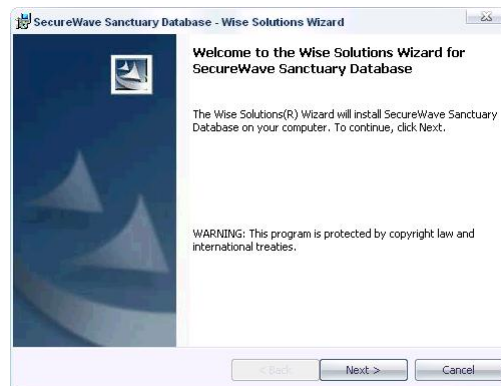 SecureWave Sanctuary Database - Wise Solutions Wizard
Welcome to the Wise Solutions Wizard for
SecureWave Sanctuary Database
The Wise Solutions(R) Wizard will install SecureWave Sanctuary
Database on your computer. To continue, click Next.
WARNING: This program is protected by copyright law and
international treaties.
< Back
Next >
Cancel